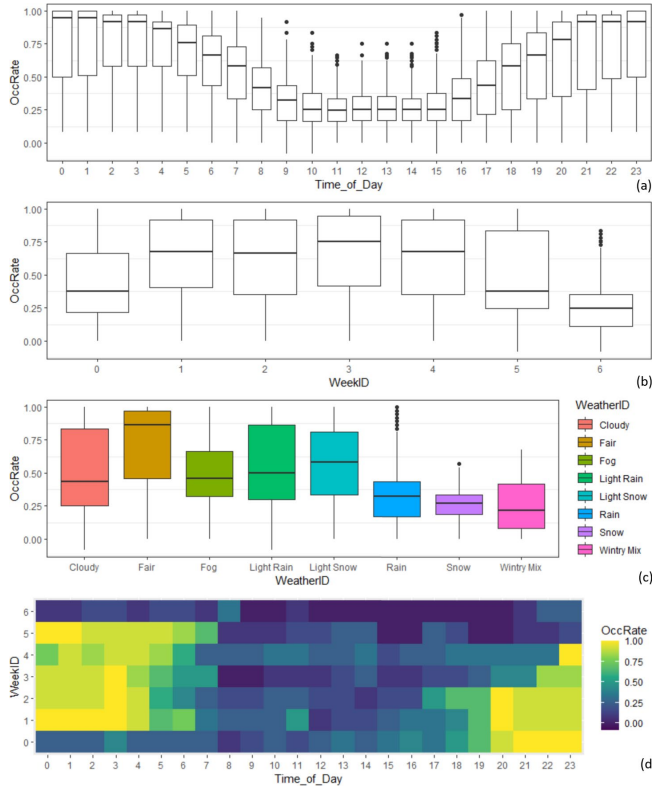 1.00
0.75
0.50
0.25
0.00
OccRate
0 1 2 3 4 5 6 7 8 9 10 11 12 13 14 15 16 17 18 19 20 21 22 23
Time_of_Day
(a)
1.00
0.75
0.50
0.25
0.00
OccRate
0 1 2 3 4 5 6
WeekID
(b)
1.00
0.75
0.50
0.25
0.00
OccRate
Cloudy Fair Fog Light Rain Light Snow Rain Snow Wintry Mix
WeatherID
WeatherID
Cloudy
Fair
Fog
Light Rain
Light Snow
Rain
Snow
Wintry Mix
(c)
6
5
4
3
2
1
0
WeekID
0 1 2 3 4 5 6 7 8 9 10 11 12 13 14 15 16 17 18 19 20 21 22 23
Time_of_Day
OccRate
1.00
0.75
0.50
0.25
0.00
(d)